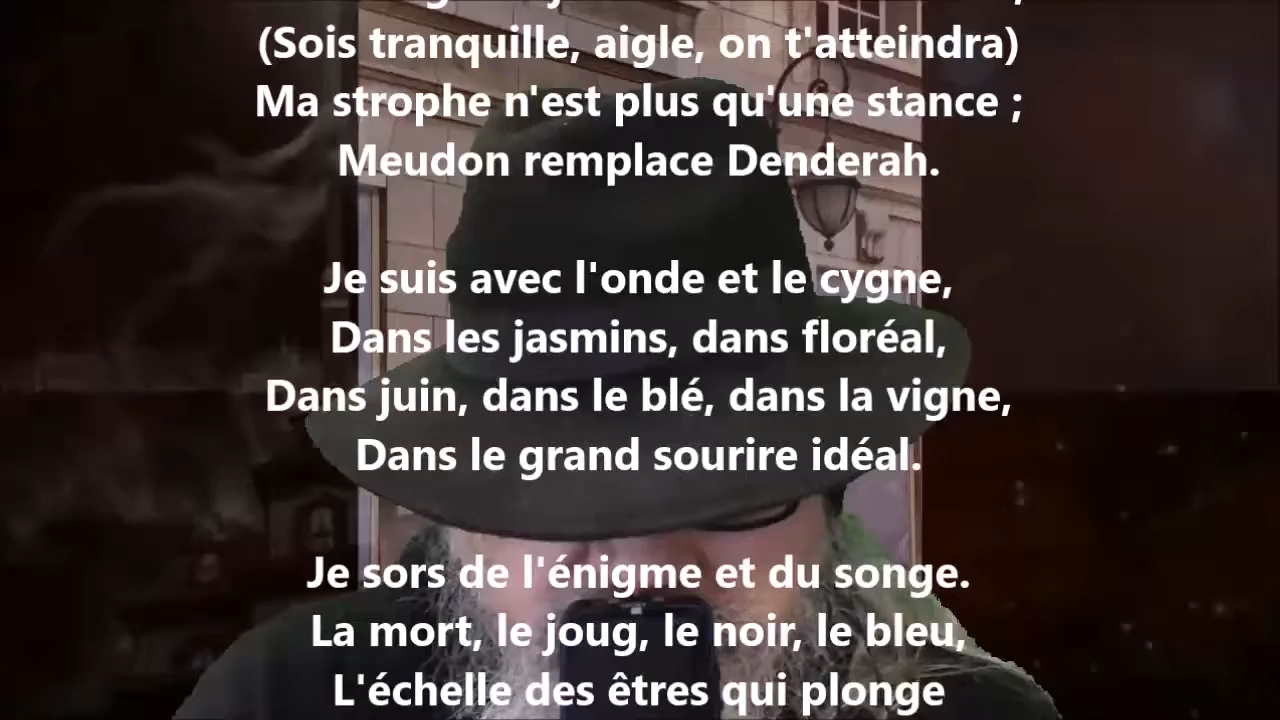 (Sois tranquille, aigle, on t'atteindra)
Ma strophe n'est plus qu'une stance ;
Meudon remplace Denderah.
Je suis avec l'onde et le cygne,
Dans les jasmins, dans floréal,
Dans juin, dans le blé, dans la vigne,
Dans le grand sourire idéal.
Je sors de l'énigme et du songe.
La mort, le joug, le noir, le bleu,
L'échelle des êtres qui plonge